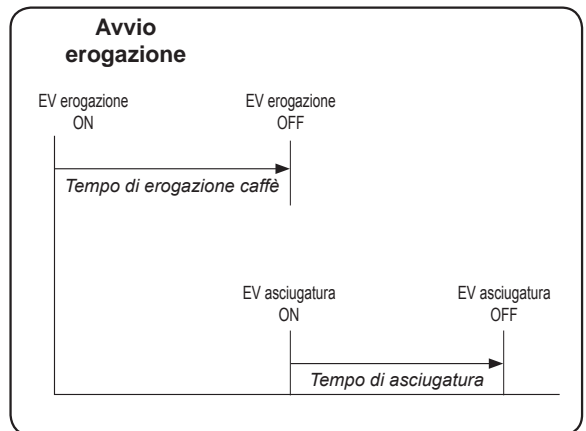 Avvio
erogazione
EV erogazione
ON
EV erogazione
OFF
Tempo di erogazione caffè
EV asciugatura
ON
EV asciugatura
OFF
Tempo di asciugatura